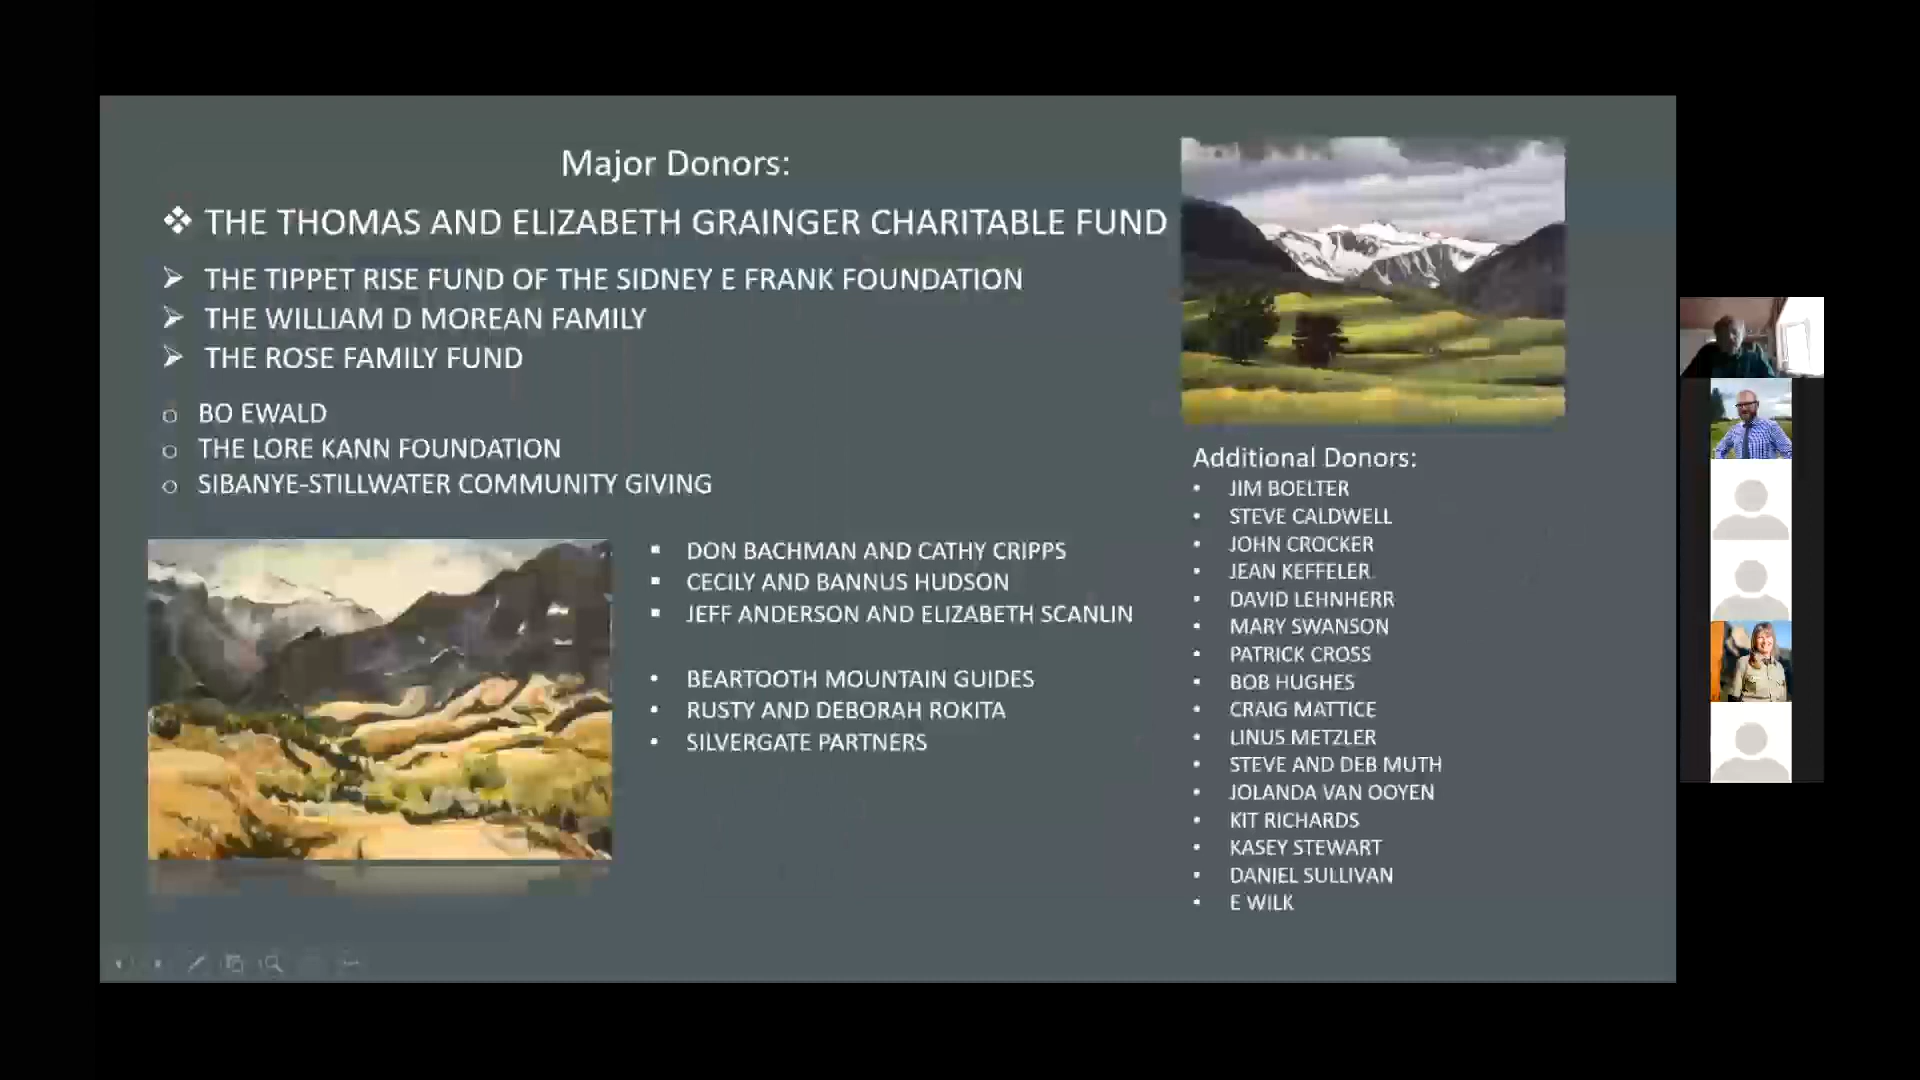 Major Donors:
THE THOMAS AND ELIZABETH GRAINGER CHARITABLE FUND
THE TIPPET RISE FUND OF THE SIDNEY E FRANK FOUNDATION
THE WILLIAM D MOREAN FAMILY
THE ROSE FAMILY FUND
BO EWALD
THE LORE KANN FOUNDATION
SIBANYE-STILLWATER COMMUNITY GIVING
DON BACHMAN AND CATHY CRIPPS
CECILY AND BANNUS HUDSON
JEFF ANDERSON AND ELIZABETH SCANLIN
BEARTOOTH MOUNTAIN GUIDES
RUSTY AND DEBORAH ROKITA
SILVERGATE PARTNERS
Additional Donors:
JIM BOELTER
STEVE CALDWELL
JOHN CROCKER
JEAN KEFFELER
DAVID LEHNHERR
MARY SWANSON
PATRICK CROSS
BOB HUGHES
CRAIG MATTICE
LINUS METZLER
STEVE AND DEB MUTH
JOLANDA VAN OOYEN
KIT RICHARDS
KASEY STEWART
DANIEL SULLIVAN
E WILK